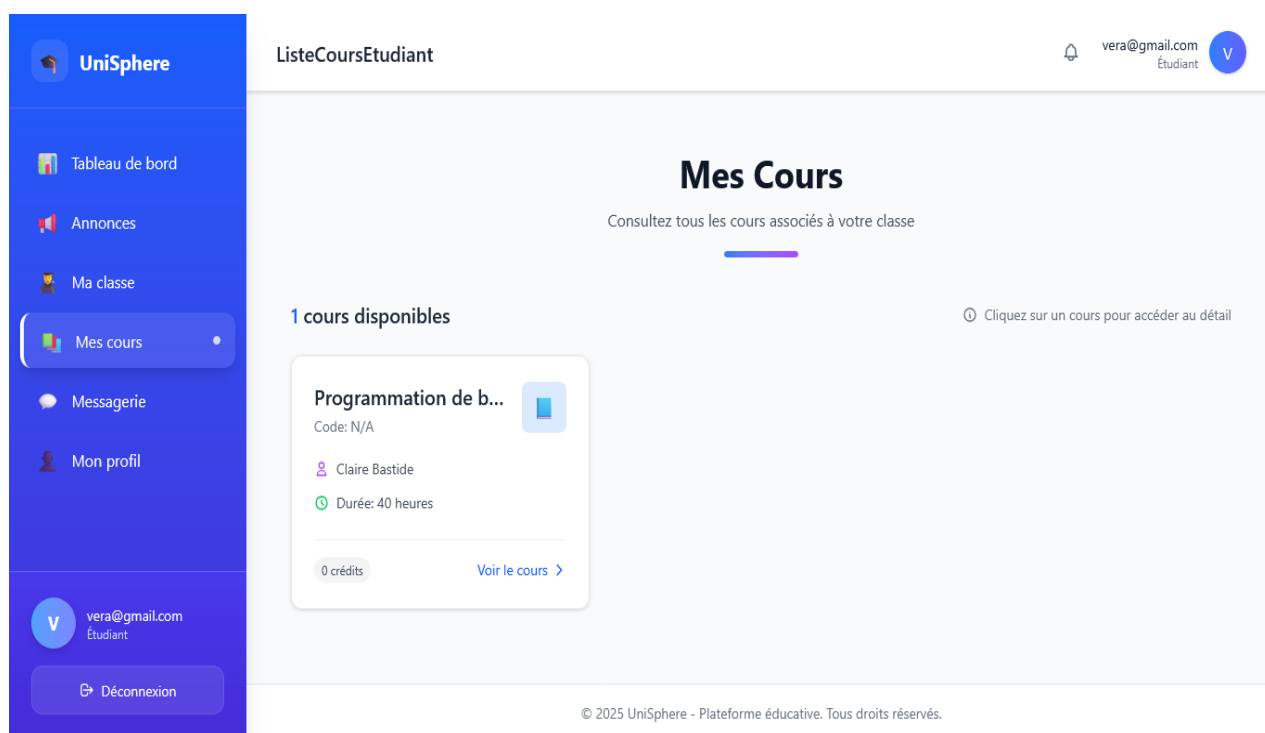 UniSphere
Tableau de bord
Annonces
Ma classe
Mes cours
Messagerie
Mon profil
V
vera@gmail.com
Étudiant
Déconnexion
ListeCoursEtudiant
vera@gmail.com
Étudiant
V
Mes Cours
Consultez tous les cours associés à votre classe
1 cours disponibles
Cliquez sur un cours pour accéder au détail
Programmation de b...
Code: N/A
Claire Bastide
Durée: 40 heures
0 crédits
Voir le cours
© 2025 UniSphere - Plateforme éducative. Tous droits réservés.